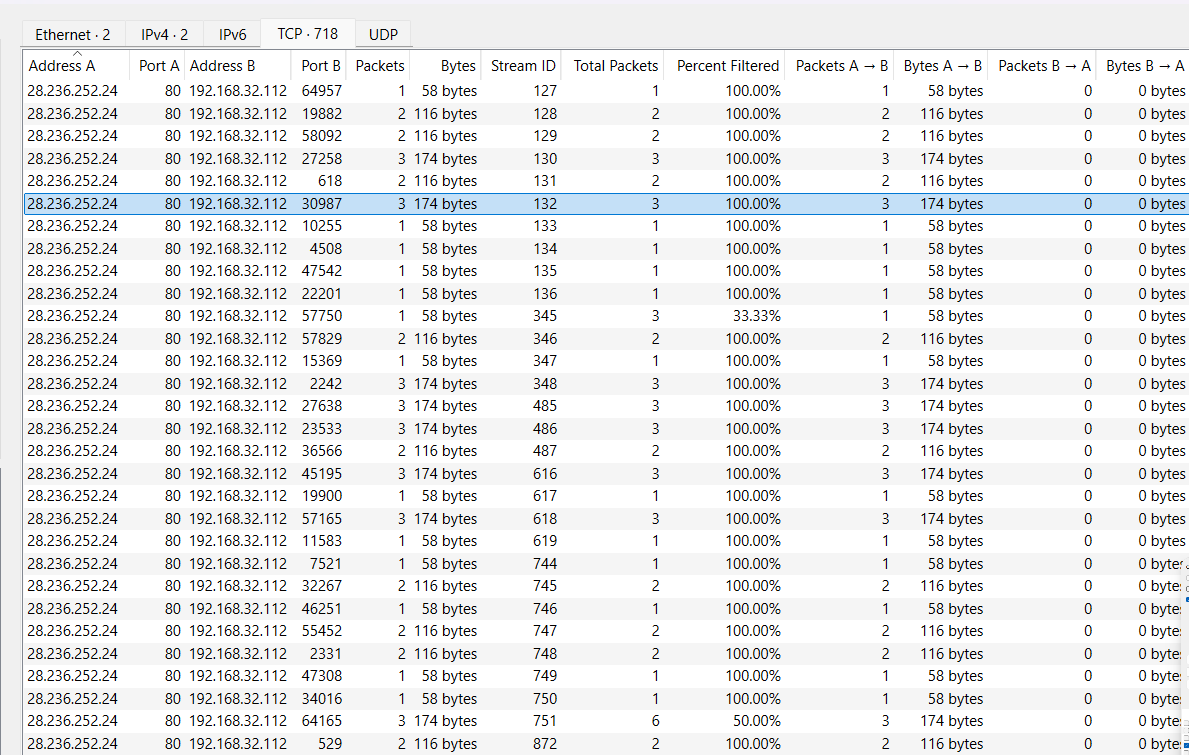 Ethernet · 2 IPv4 · 2 IPv6 TCP · 718 UDP
Address A Port A Address B Port B Packets Bytes Stream ID Total Packets Percent Filtered Packets A → B Bytes A → B Packets B → A Bytes B → A
28.236.252.24 80 192.168.32.112 64957 1 58 bytes 127 1 100.00% 1 58 bytes 0 0 bytes
28.236.252.24 80 192.168.32.112 19882 2 116 bytes 128 2 100.00% 2 116 bytes 0 0 bytes
28.236.252.24 80 192.168.32.112 58092 2 116 bytes 129 2 100.00% 2 116 bytes 0 0 bytes
28.236.252.24 80 192.168.32.112 27258 3 174 bytes 130 3 100.00% 3 174 bytes 0 0 bytes
28.236.252.24 80 192.168.32.112 618 2 116 bytes 131 2 100.00% 2 116 bytes 0 0 bytes
28.236.252.24 80 192.168.32.112 30987 3 174 bytes 132 3 100.00% 3 174 bytes 0 0 bytes
28.236.252.24 80 192.168.32.112 10255 1 58 bytes 133 1 100.00% 1 58 bytes 0 0 bytes
28.236.252.24 80 192.168.32.112 4508 1 58 bytes 134 1 100.00% 1 58 bytes 0 0 bytes
28.236.252.24 80 192.168.32.112 47542 1 58 bytes 135 1 100.00% 1 58 bytes 0 0 bytes
28.236.252.24 80 192.168.32.112 22201 1 58 bytes 136 1 100.00% 1 58 bytes 0 0 bytes
28.236.252.24 80 192.168.32.112 57750 1 58 bytes 345 3 33.33% 1 58 bytes 0 0 bytes
28.236.252.24 80 192.168.32.112 57829 2 116 bytes 346 2 100.00% 2 116 bytes 0 0 bytes
28.236.252.24 80 192.168.32.112 15369 1 58 bytes 347 1 100.00% 1 58 bytes 0 0 bytes
28.236.252.24 80 192.168.32.112 2242 3 174 bytes 348 3 100.00% 3 174 bytes 0 0 bytes
28.236.252.24 80 192.168.32.112 27638 3 174 bytes 485 3 100.00% 3 174 bytes 0 0 bytes
28.236.252.24 80 192.168.32.112 23533 3 174 bytes 486 3 100.00% 3 174 bytes 0 0 bytes
28.236.252.24 80 192.168.32.112 36566 2 116 bytes 487 2 100.00% 2 116 bytes 0 0 bytes
28.236.252.24 80 192.168.32.112 45195 3 174 bytes 616 3 100.00% 3 174 bytes 0 0 bytes
28.236.252.24 80 192.168.32.112 19900 1 58 bytes 617 1 100.00% 1 58 bytes 0 0 bytes
28.236.252.24 80 192.168.32.112 57165 3 174 bytes 618 3 100.00% 3 174 bytes 0 0 bytes
28.236.252.24 80 192.168.32.112 11583 1 58 bytes 619 1 100.00% 1 58 bytes 0 0 bytes
28.236.252.24 80 192.168.32.112 7521 1 58 bytes 744 1 100.00% 1 58 bytes 0 0 bytes
28.236.252.24 80 192.168.32.112 32267 2 116 bytes 745 2 100.00% 2 116 bytes 0 0 bytes
28.236.252.24 80 192.168.32.112 46251 1 58 bytes 746 1 100.00% 1 58 bytes 0 0 bytes
28.236.252.24 80 192.168.32.112 55452 2 116 bytes 747 2 100.00% 2 116 bytes 0 0 bytes
28.236.252.24 80 192.168.32.112 2331 2 116 bytes 748 2 100.00% 2 116 bytes 0 0 bytes
28.236.252.24 80 192.168.32.112 47308 1 58 bytes 749 1 100.00% 1 58 bytes 0 0 bytes
28.236.252.24 80 192.168.32.112 34016 1 58 bytes 750 1 100.00% 1 58 bytes 0 0 bytes
28.236.252.24 80 192.168.32.112 64165 3 174 bytes 751 6 50.00% 3 174 bytes 0 0 bytes
28.236.252.24 80 192.168.32.112 529 2 116 bytes 872 2 100.00% 2 116 bytes 0 0 bytes